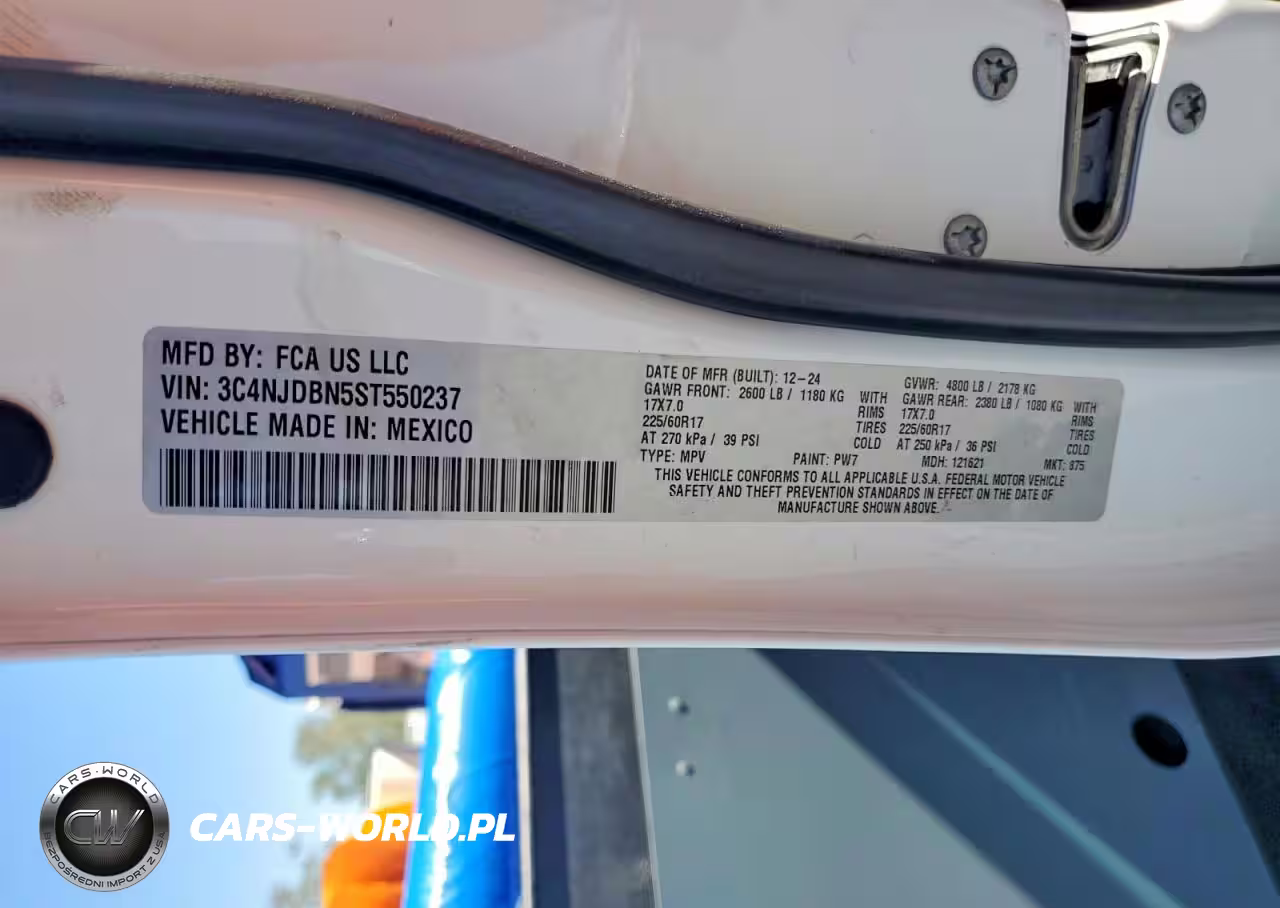 MFD BY: FCA US LLC
VIN: 3C4NJDBN5ST550237
VEHICLE MADE IN: MEXICO
DATE OF MFR (BUILT): 12-24
GAWR FRONT: 2600 LB / 1180 KG WITH
17X7.0 RIMS
225/60R17 TIRES
AT 270 kPa / 39 PSI COLD
GVWR: 4800 LB / 2178 KG
GAWR REAR: 2380 LB / 1080 KG WITH
17X7.0 RIMS
225/60R17 TIRES
AT 250 kPa / 36 PSI COLD
TYPE: MPV PAINT: PW7 MDH: 121621 MKT: 875
THIS VEHICLE CONFORMS TO ALL APPLICABLE U.S.A. FEDERAL MOTOR VEHICLE
SAFETY AND THEFT PREVENTION STANDARDS IN EFFECT ON THE DATE OF
MANUFACTURE SHOWN ABOVE.
CARS-WORLD
CW
BEZPOŚREDNI IMPORT Z USA
CARS-WORLD.PL